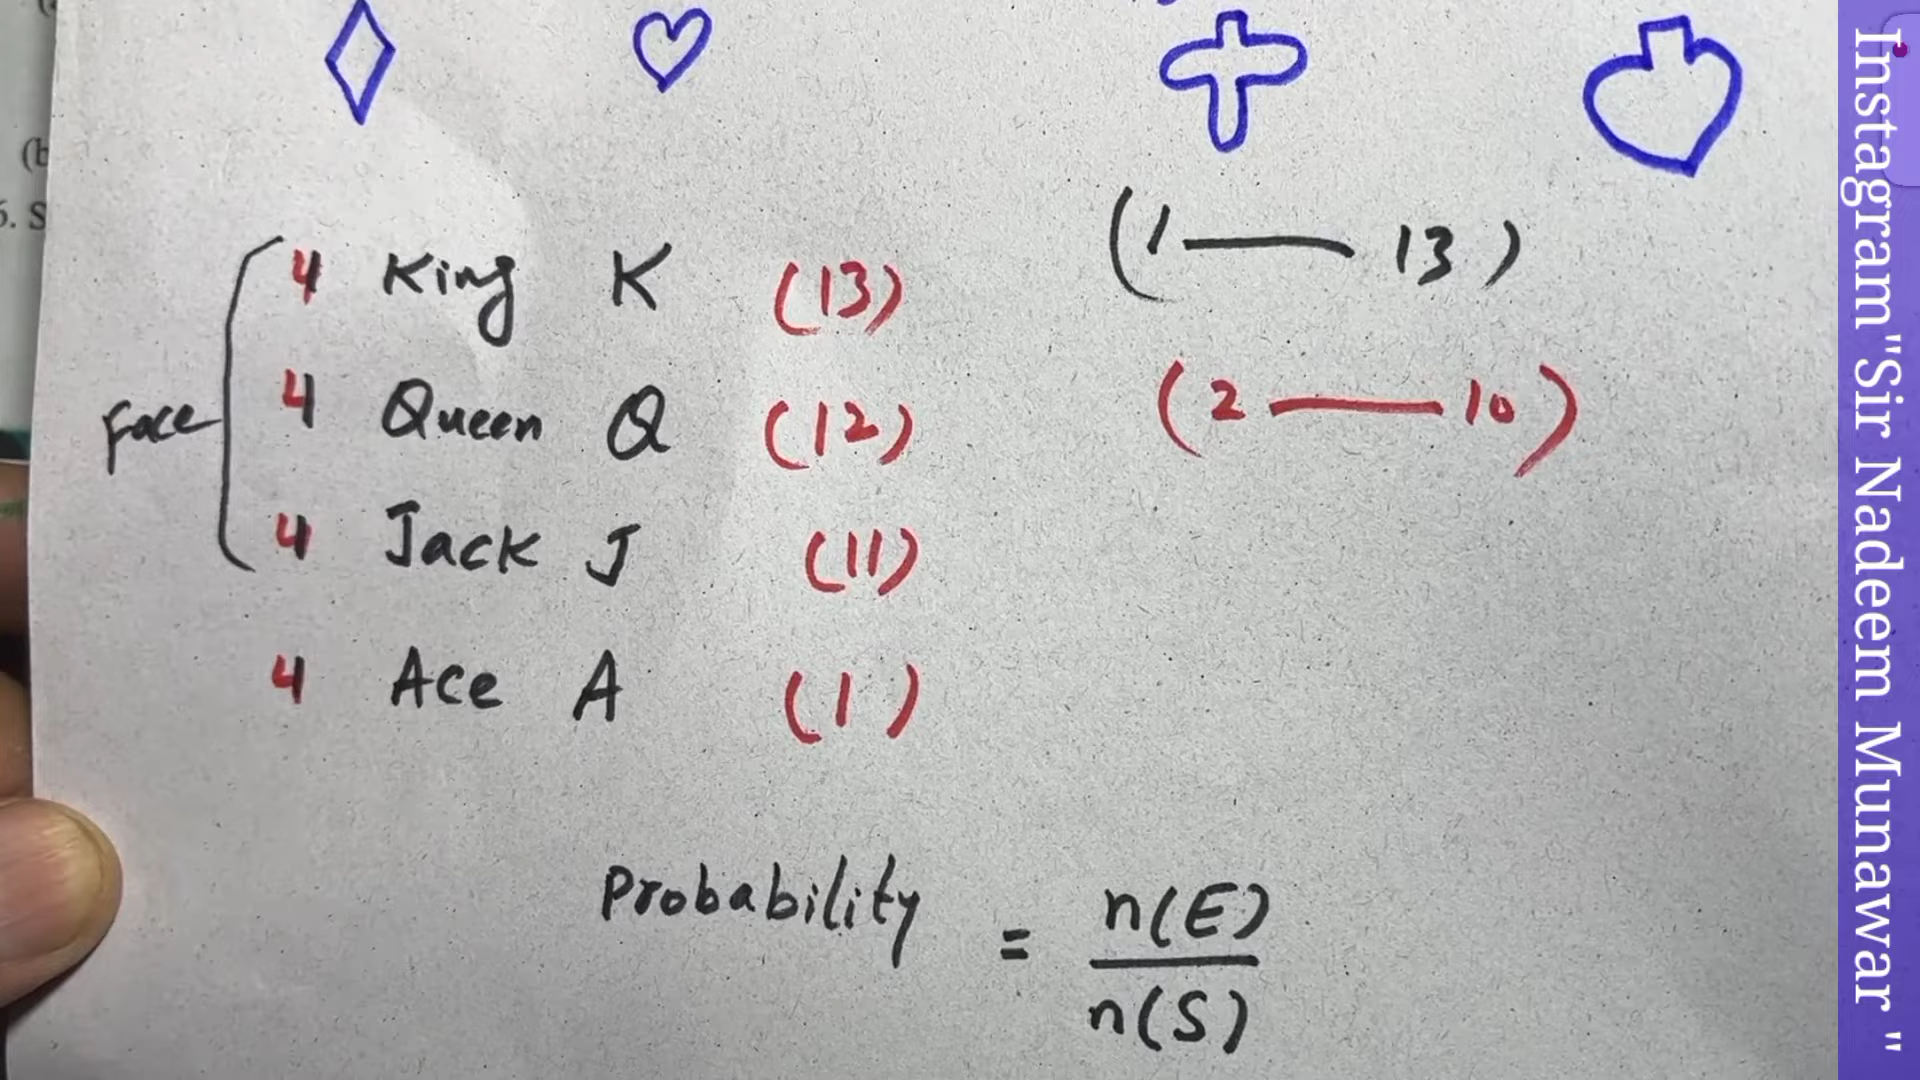 (b
6. S
(1 — 13)
4 King K (13)
(2 — 10)
Face
4 Queen Q (12)
4 Jack J (11)
4 Ace A (1)
Probability = n(E)
n(S)
Instagram"Sir Nadeem Munawar"